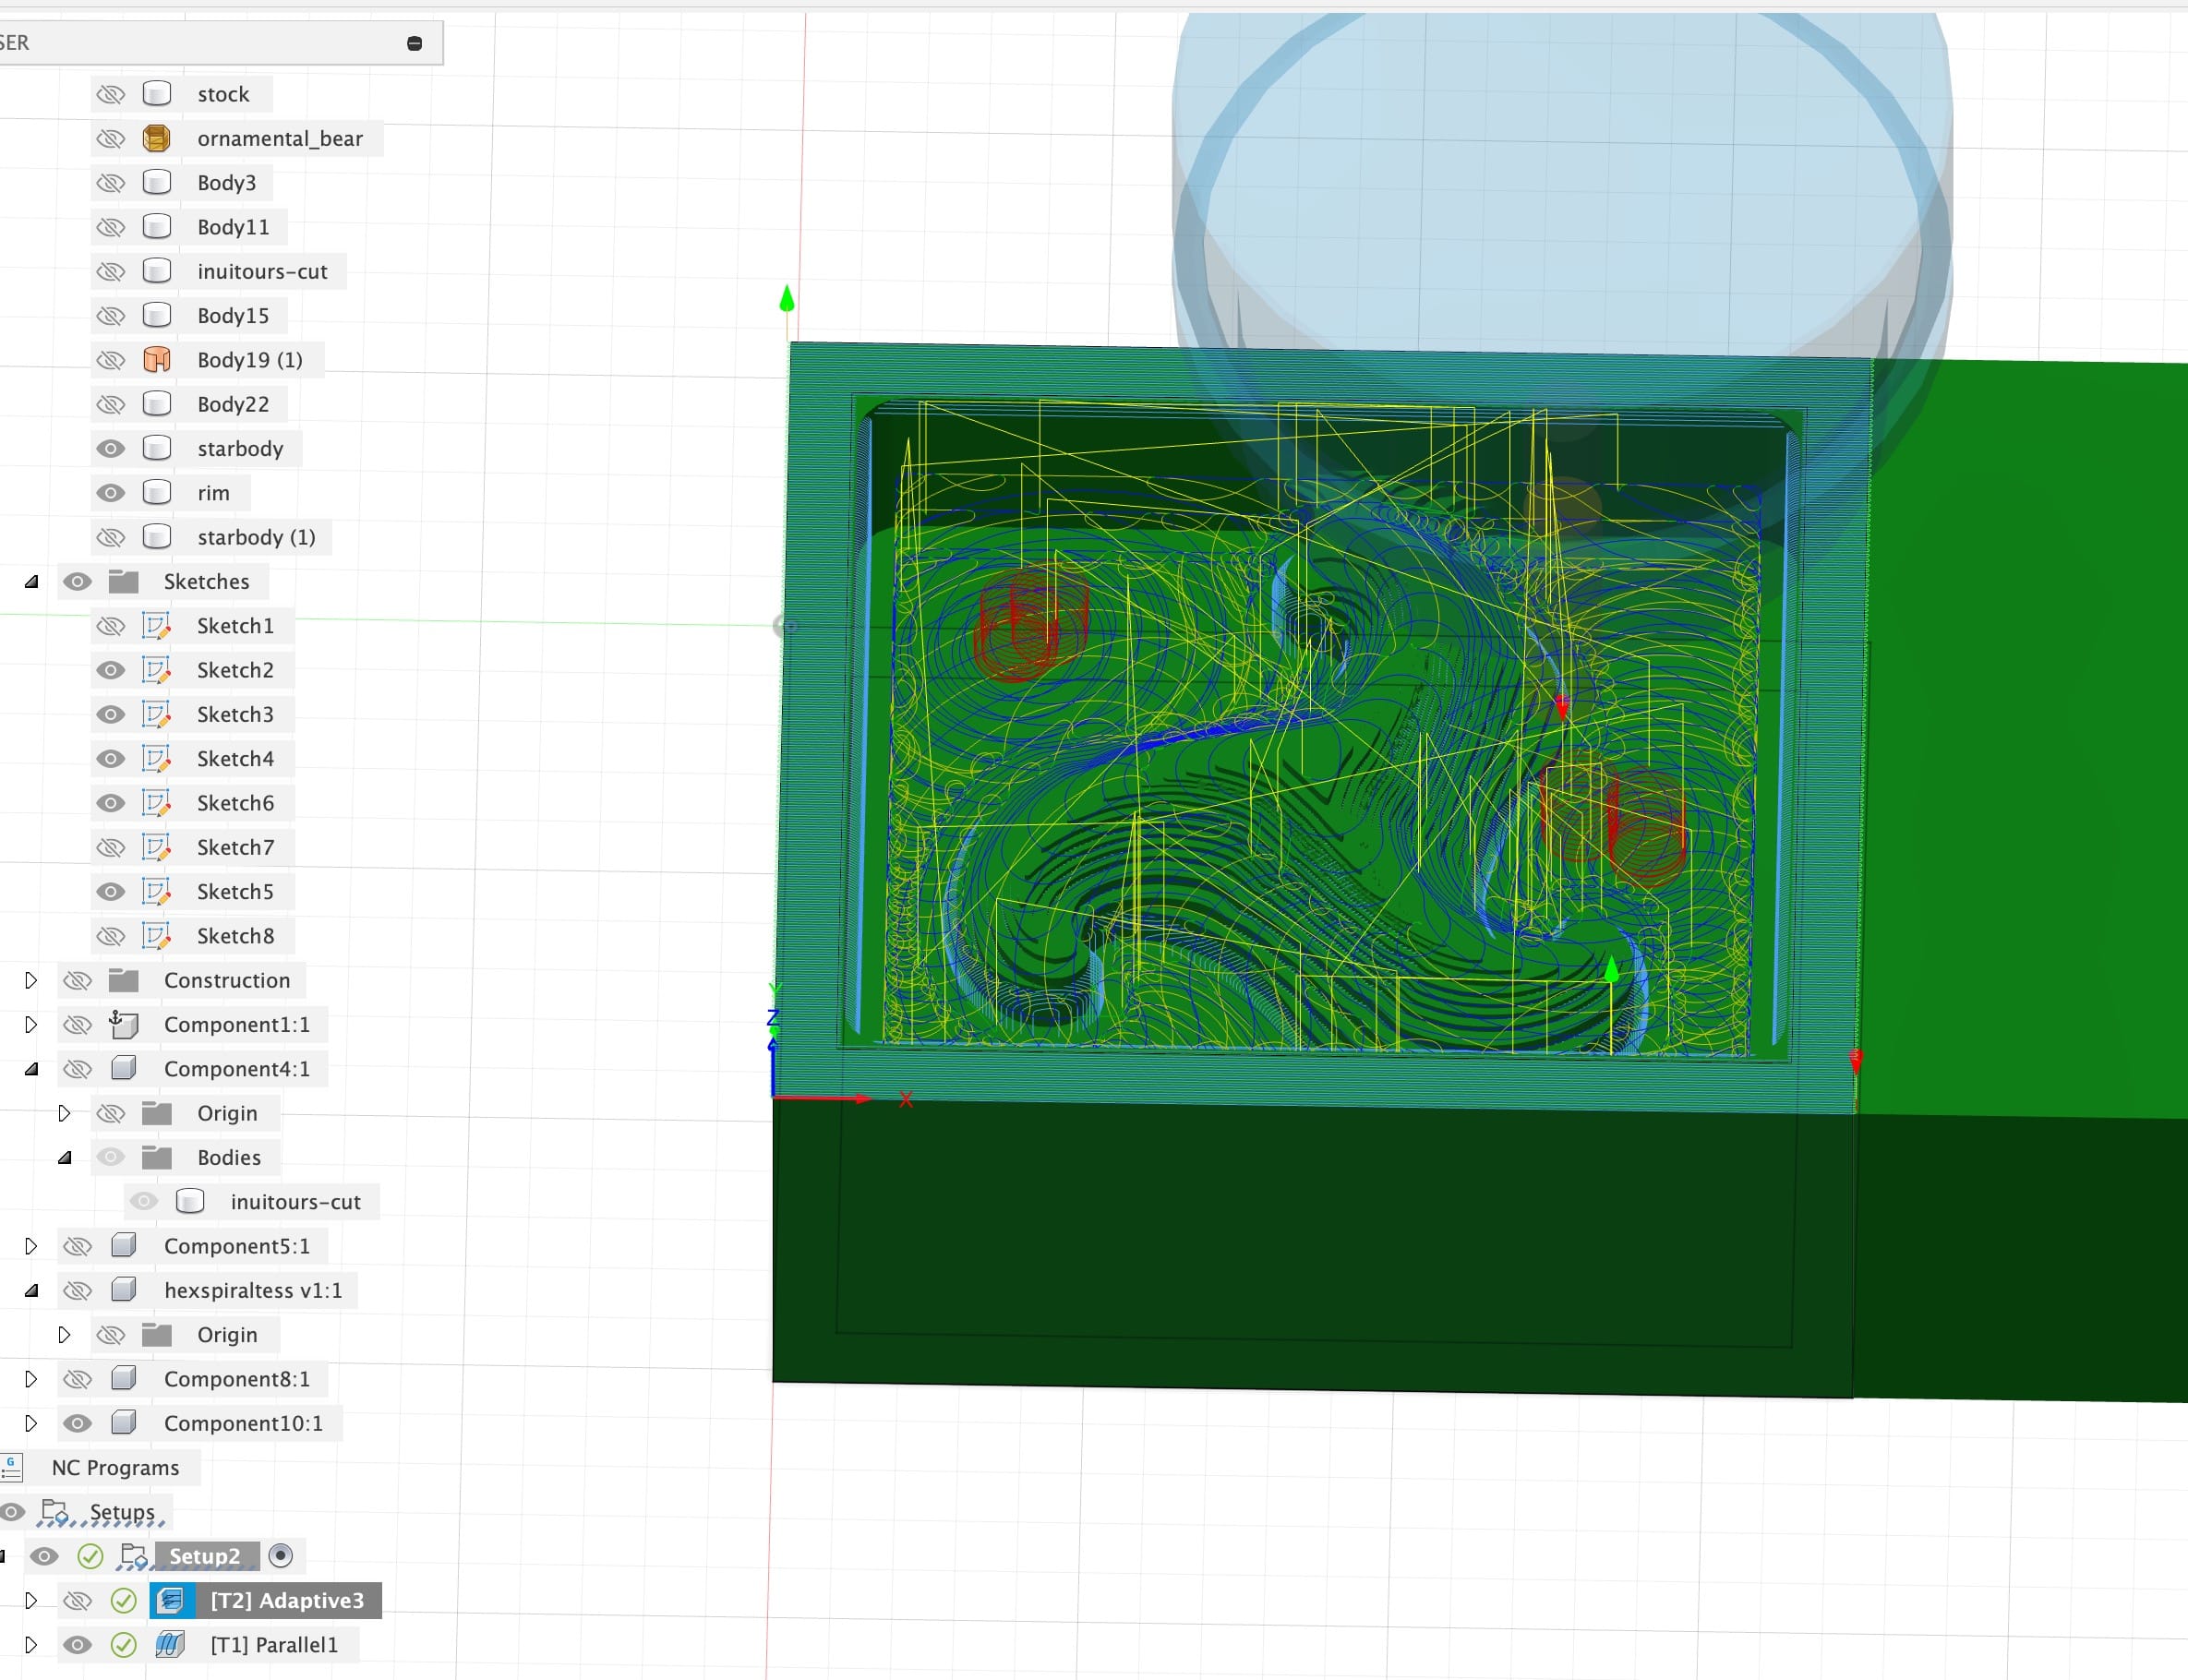 SER
stock
ornamental_bear
Body3
Body11
inuitours-cut
Body15
Body19 (1)
Body22
starbody
rim
starbody (1)
Sketches
Sketch1
Sketch2
Sketch3
Sketch4
Sketch6
Sketch7
Sketch5
Sketch8
Construction
Component1:1
Component4:1
Origin
Bodies
inuitours-cut
Component5:1
hexspiraltess v1:1
Origin
Component8:1
Component10:1
G
NC Programs
Setups
Setup2
[T2] Adaptive3
[T1] Parallel1
Y
Z
X